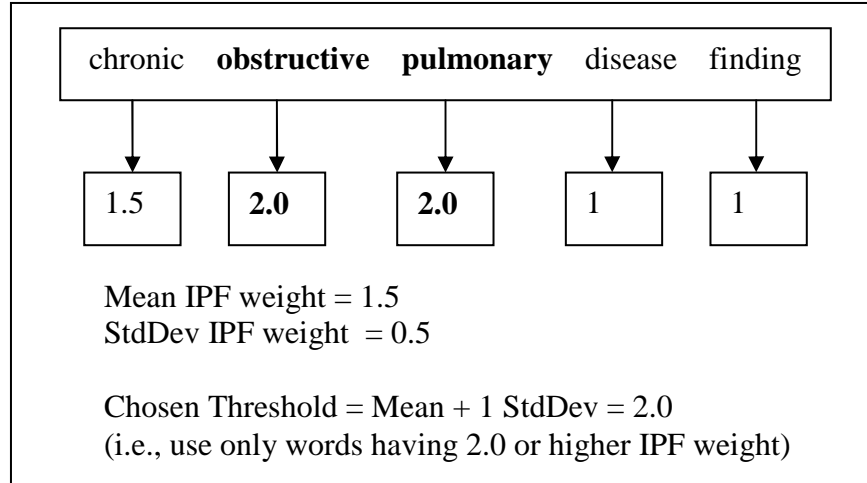 chronic obstructive pulmonary disease finding
1.5 2.0 2.0 1 1
Mean IPF weight = 1.5
StdDev IPF weight = 0.5
Chosen Threshold = Mean + 1 StdDev = 2.0
(i.e., use only words having 2.0 or higher IPF weight)